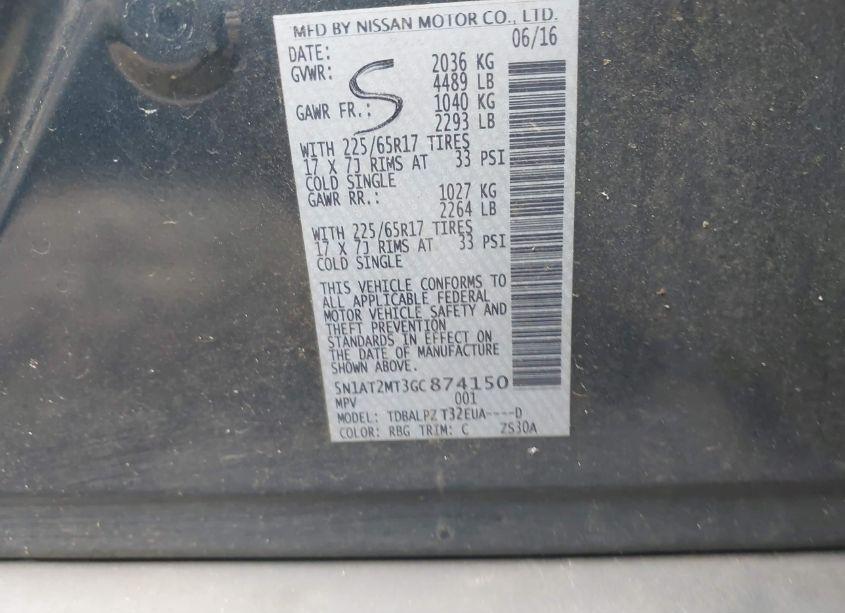 MFD BY NISSAN MOTOR CO., LTD.
DATE: 06/16
GVWR: 2036 KG
4489 LB
GAWR FR.: 1040 KG
2293 LB
S
WITH 225/65R17 TIRES
17 X 7J RIMS AT 33 PSI
COLD SINGLE
GAWR RR.: 1027 KG
2264 LB
WITH 225/65R17 TIRES
17 X 7J RIMS AT 33 PSI
COLD SINGLE
THIS VEHICLE CONFORMS TO
ALL APPLICABLE FEDERAL
MOTOR VEHICLE SAFETY AND
THEFT PREVENTION
STANDARDS IN EFFECT ON
THE DATE OF MANUFACTURE
SHOWN ABOVE.
5N1AT2MT3GC874150
MPV 001
MODEL: TDBALPZ T32EUA----D
COLOR: RBG TRIM: C ZS30A